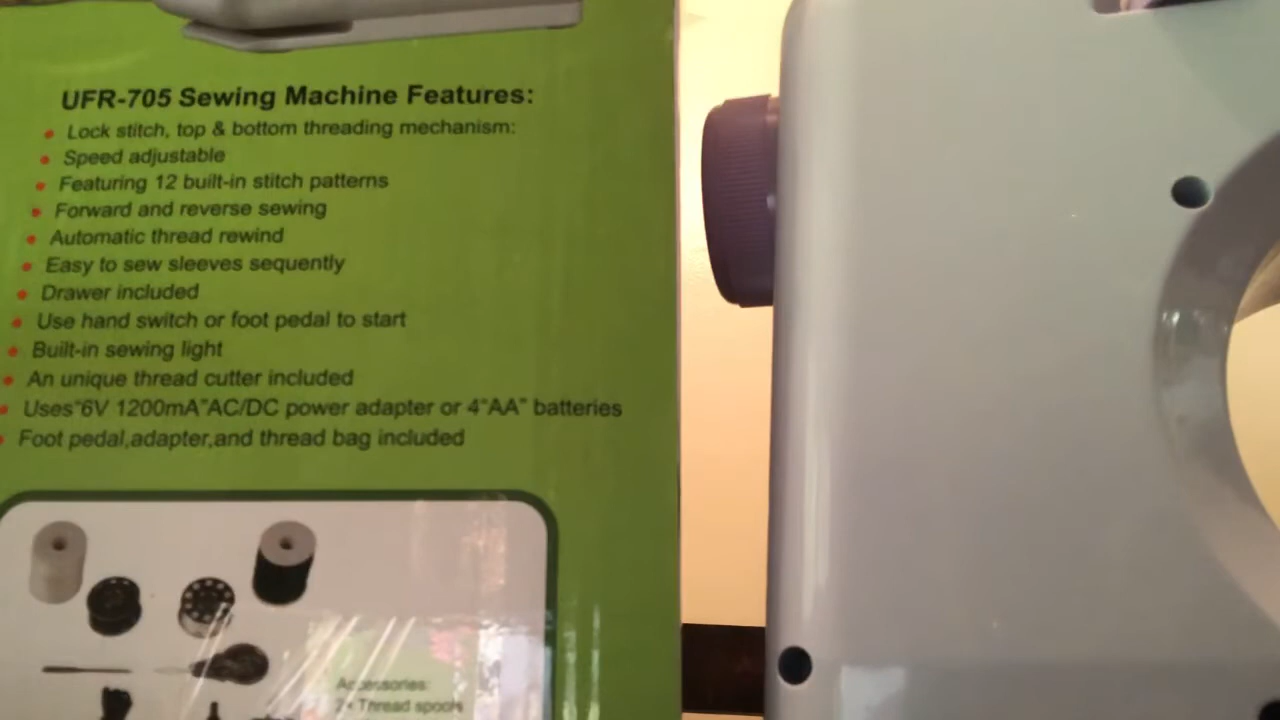 UFR-705 Sewing Machine Features:
• Lock stitch, top & bottom threading mechanism:
• Speed adjustable
• Featuring 12 built-in stitch patterns
• Forward and reverse sewing
• Automatic thread rewind
• Easy to sew sleeves sequently
• Drawer included
• Use hand switch or foot pedal to start
• Built-in sewing light
• An unique thread cutter included
• Uses“6V 1200mA”AC/DC power adapter or 4“AA” batteries
• Foot pedal,adapter,and thread bag included
Accessories:
2× Thread spools